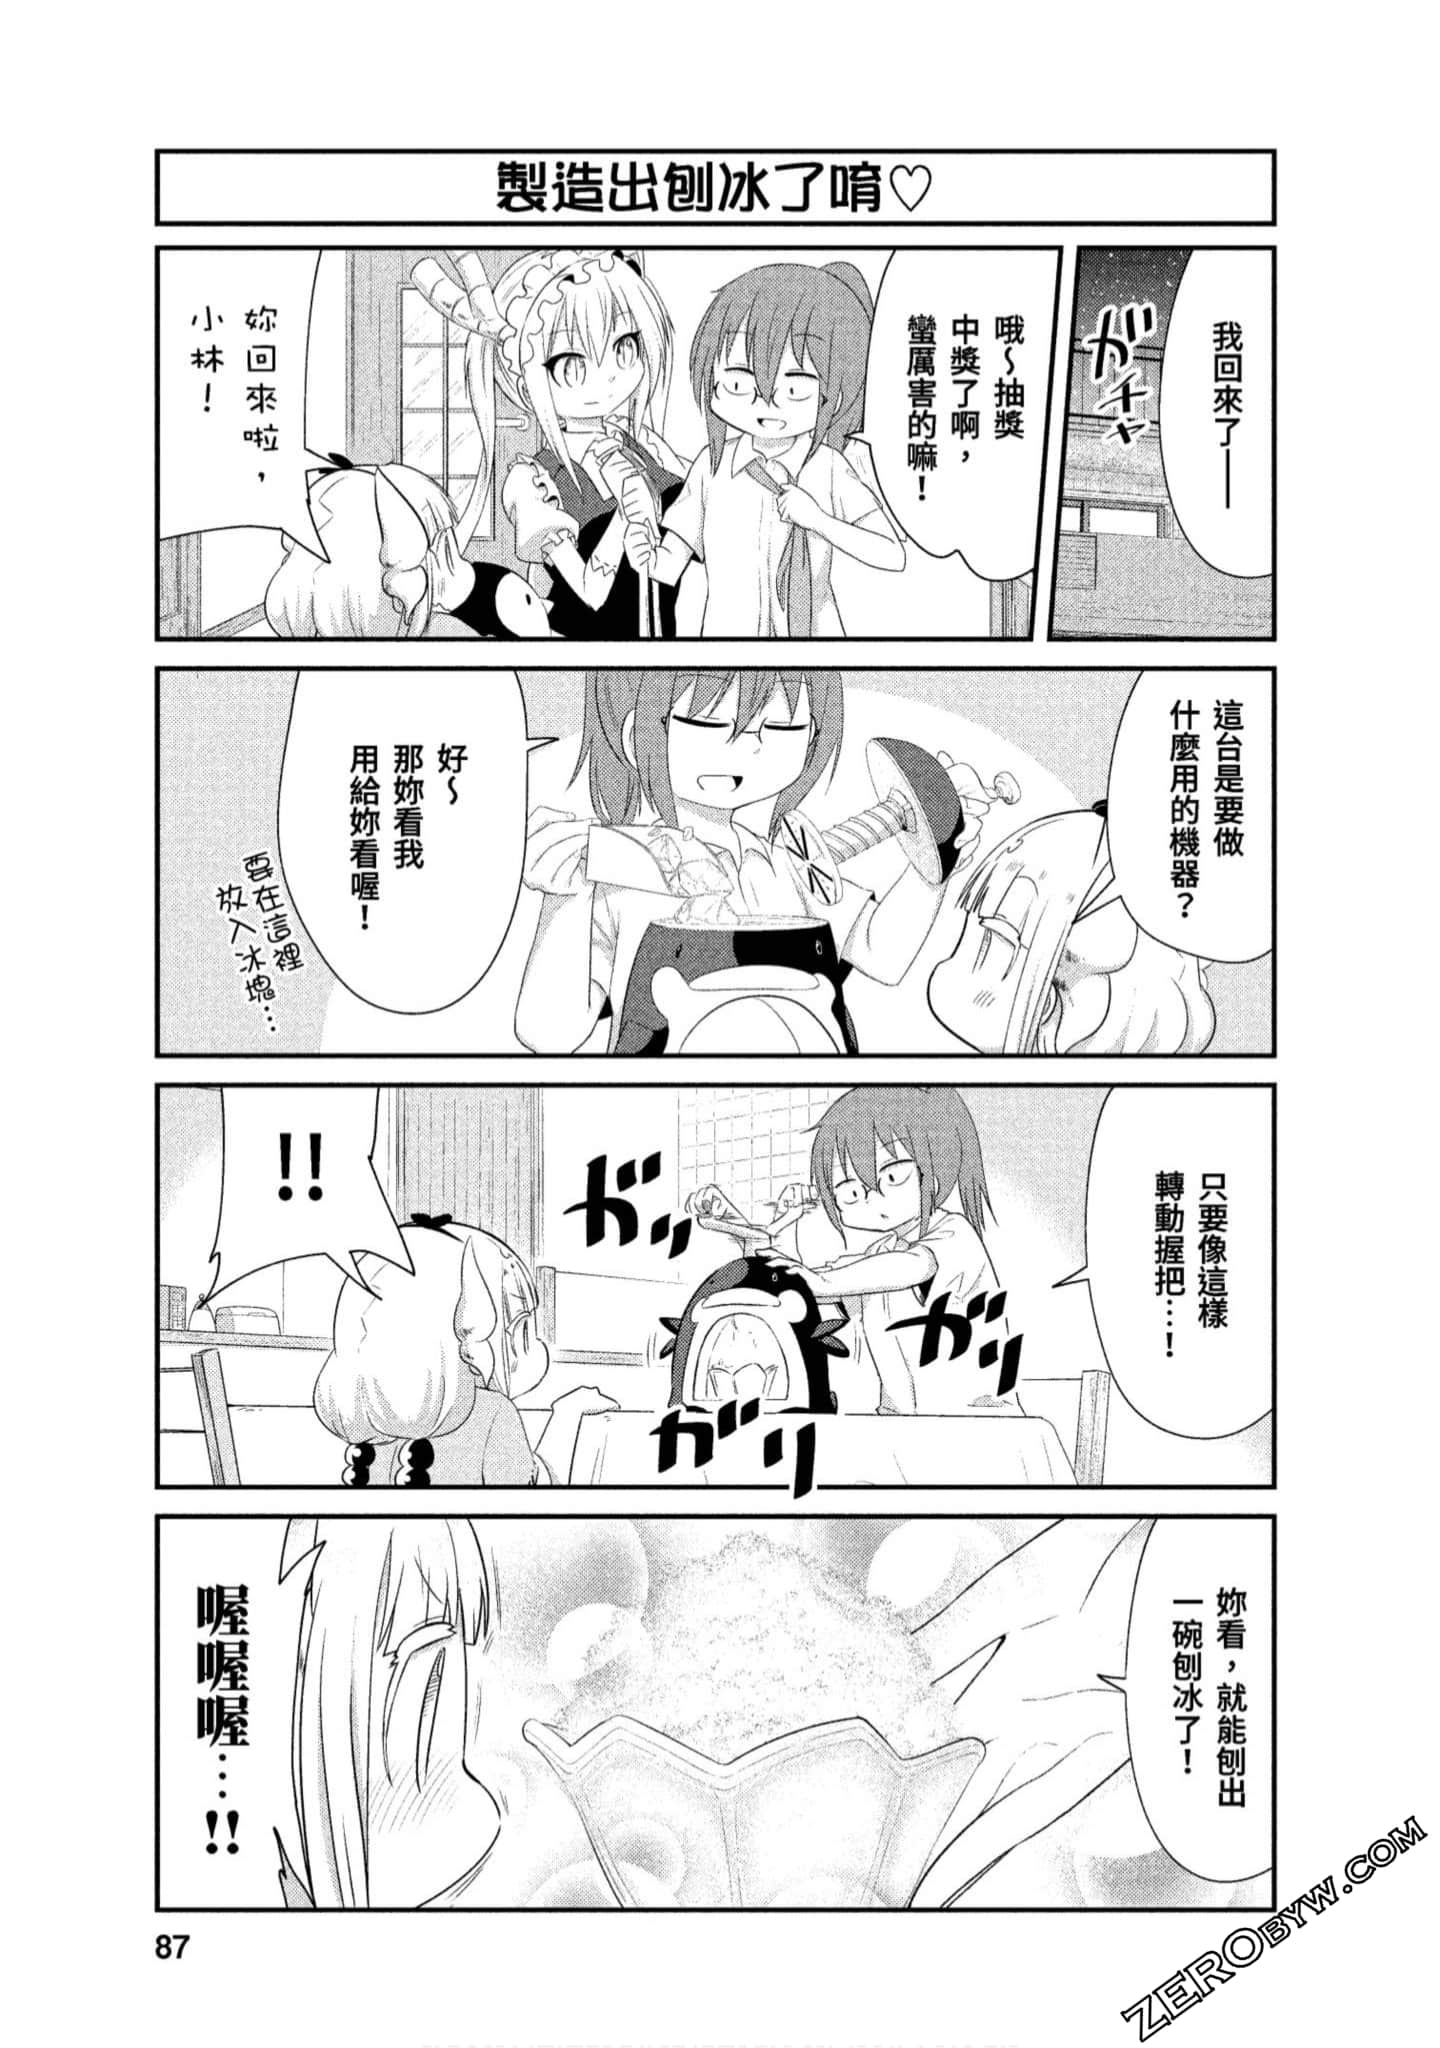 製造出刨冰了唷♡
我回來了——
ガチャ
哦～抽獎
中獎了啊，
蠻厲害的嘛！
妳回來啦，
小林！
這台是要做
什麼用的機器？
好～
那妳看我
用給妳看喔！
要在這裡
放入冰塊…
只要像這樣
轉動握把…！
ガリ
ガリ
ガリ
!!
妳看，就能刨出
一碗刨冰了！
喔喔喔…!!
87
ZEROBYW.COM